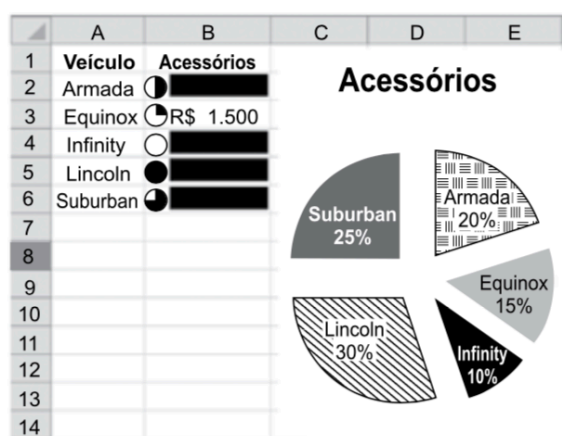 A B C D E
1 Veículo Acessórios
2 Armada
3 Equinox R$ 1.500
4 Infinity
5 Lincoln
6 Suburban
7
8
9
10
11
12
13
14
Acessórios
Suburban
25%
Armada
20%
Equinox
15%
Lincoln
30%
Infinity
10%